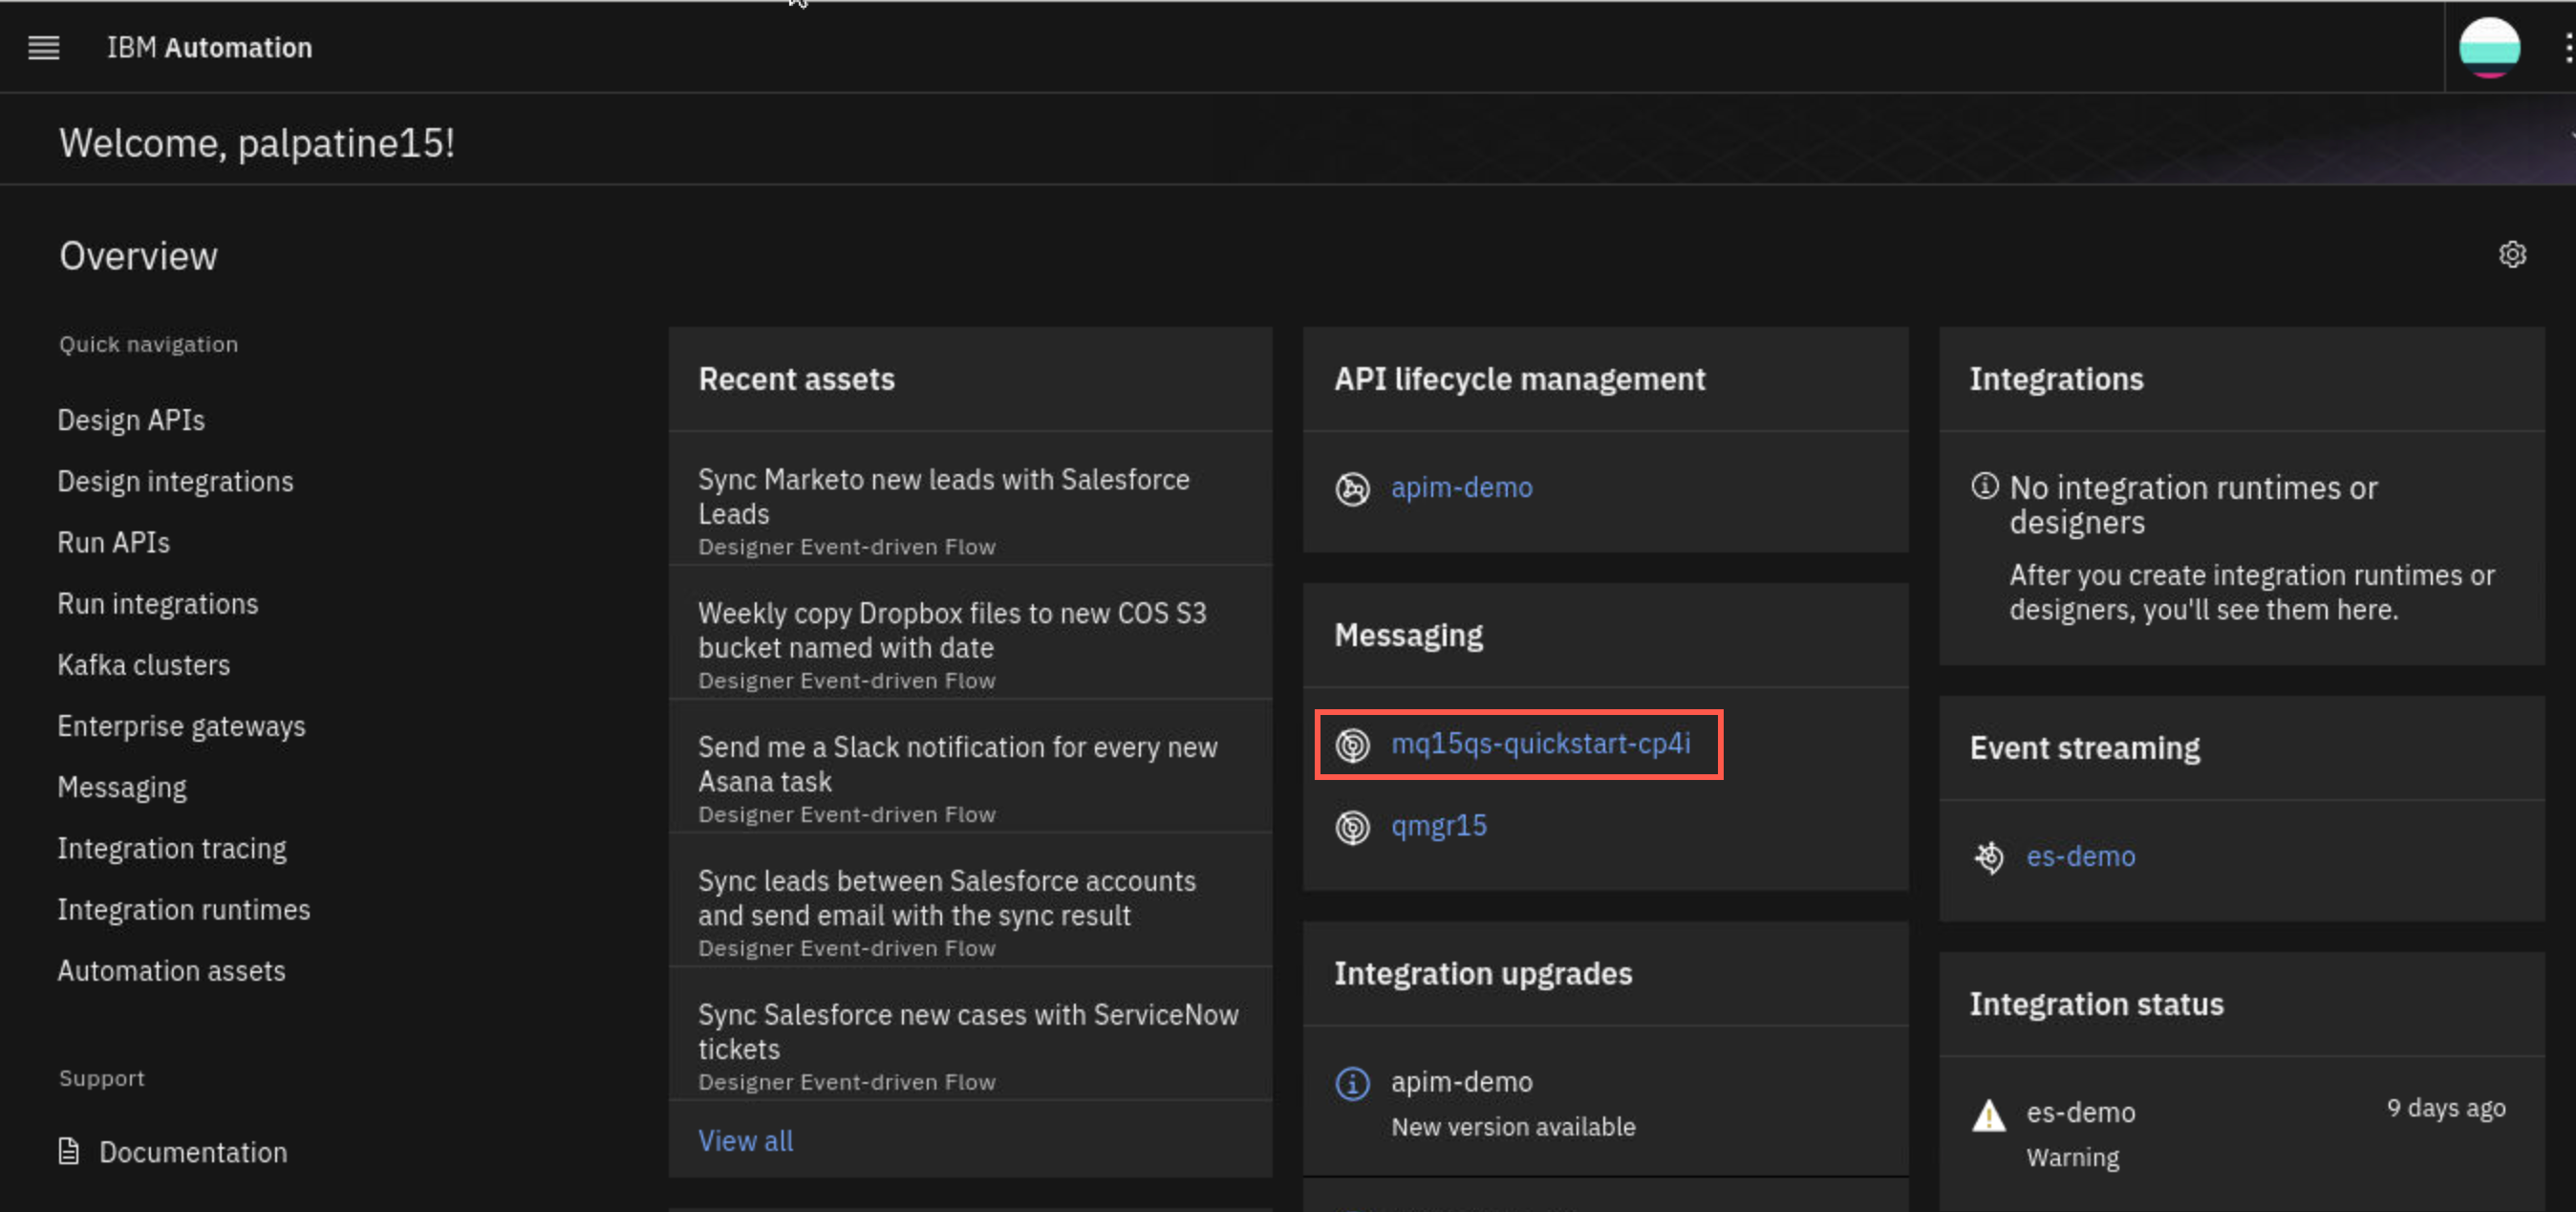 IBM Automation
Welcome, palpatine15!
Overview
Quick navigation
Design APIs
Design integrations
Run APIs
Run integrations
Kafka clusters
Enterprise gateways
Messaging
Integration tracing
Integration runtimes
Automation assets
Support
Documentation
Recent assets
Sync Marketo new leads with Salesforce
Leads
Designer Event-driven Flow
Weekly copy Dropbox files to new COS S3
bucket named with date
Designer Event-driven Flow
Send me a Slack notification for every new
Asana task
Designer Event-driven Flow
Sync leads between Salesforce accounts
and send email with the sync result
Designer Event-driven Flow
Sync Salesforce new cases with ServiceNow
tickets
Designer Event-driven Flow
View all
API lifecycle management
apim-demo
Messaging
mq15qs-quickstart-cp4i
qmgr15
Integration upgrades
apim-demo
New version available
Integrations
No integration runtimes or
designers
After you create integration runtimes or
designers, you'll see them here.
Event streaming
es-demo
Integration status
es-demo
9 days ago
Warning